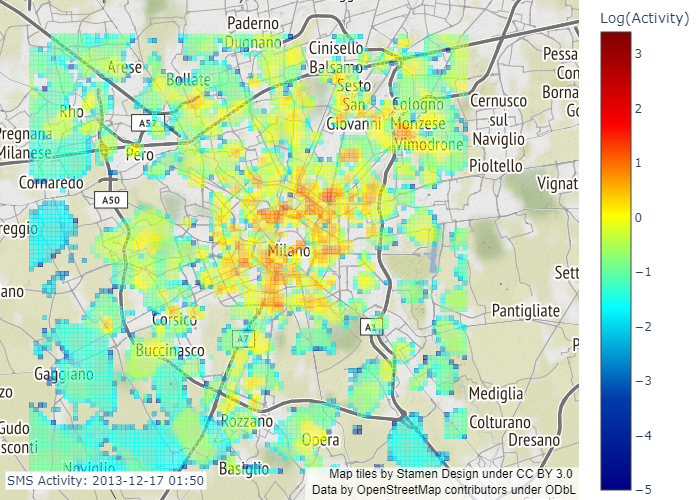 Paderno
Dugnano
Log(Activity)
Cinisello
Balsamo
Arese
Bollate
Sesto
San
Giovanni
Cologno
Monzese
Vimodrone
Cernusco
sul
Naviglio
Pessa
Con
Borna
Go
Rho
A52
Pregnana
Milanese
Pero
Pioltello
Cornaredo
Vignat
A50
reggio
Milano
Sett
ano
Corsico
A1
Pantigliate
A7
Buccinasco
P
Gaggiano
zo
Mediglia
Rozzano
Colturano
Gudo
sconti
Opera
Dresano
Noviglio
Basiglio
SMS Activity: 2013-12-17 01:50
Map tiles by Stamen Design under CC BY 3.0
Data by OpenStreetMap contributors under ODbL
3
2
1
0
−1
−2
−3
−4
−5